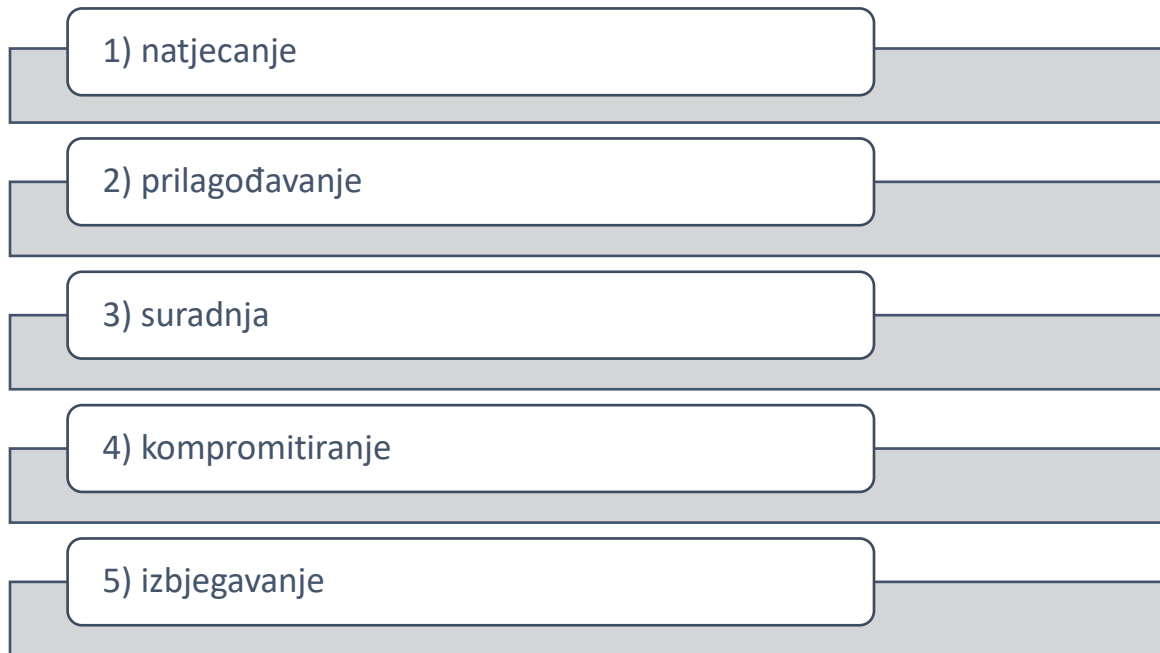 1) natjecanje
2) prilagođavanje
3) suradnja
4) kompromitiranje
5) izbjegavanje